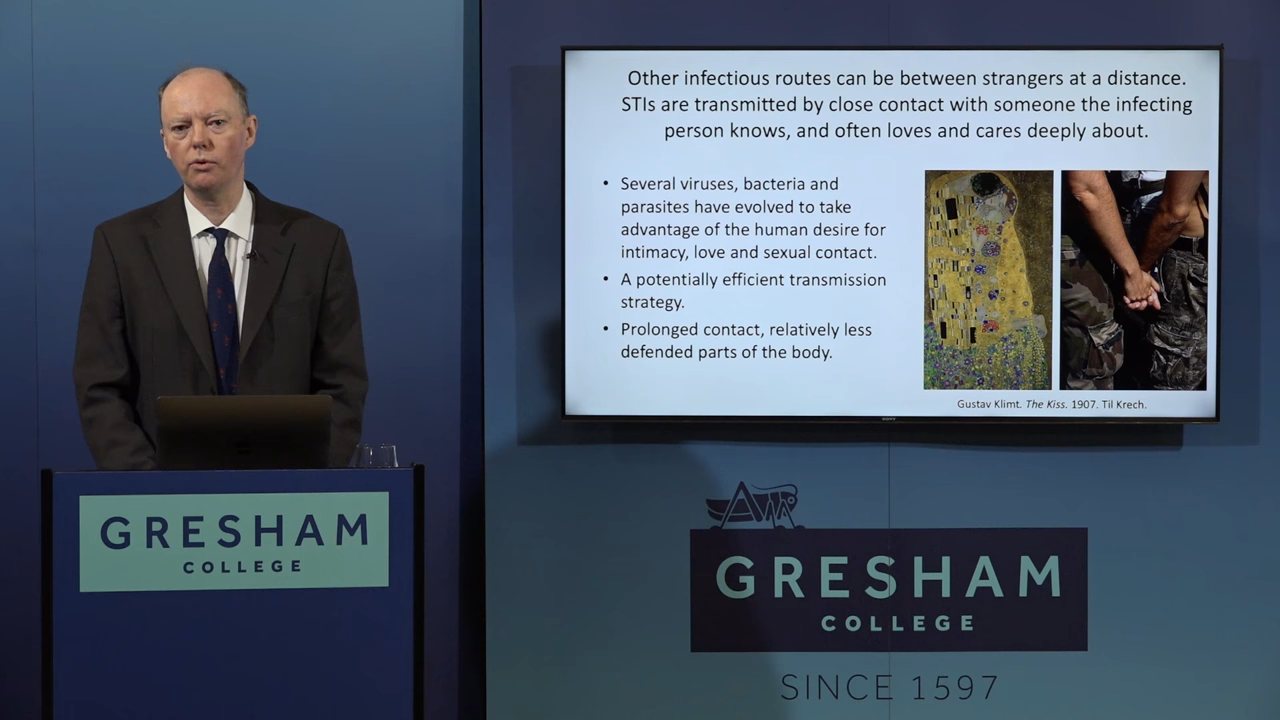 Other infectious routes can be between strangers at a distance.
STIs are transmitted by close contact with someone the infecting
person knows, and often loves and cares deeply about.
• Several viruses, bacteria and
parasites have evolved to take
advantage of the human desire for
intimacy, love and sexual contact.
• A potentially efficient transmission
strategy.
• Prolonged contact, relatively less
defended parts of the body.
Gustav Klimt. The Kiss. 1907. Til Krech.
SONY
GRESHAM
COLLEGE
GRESHAM
COLLEGE
SINCE 1597